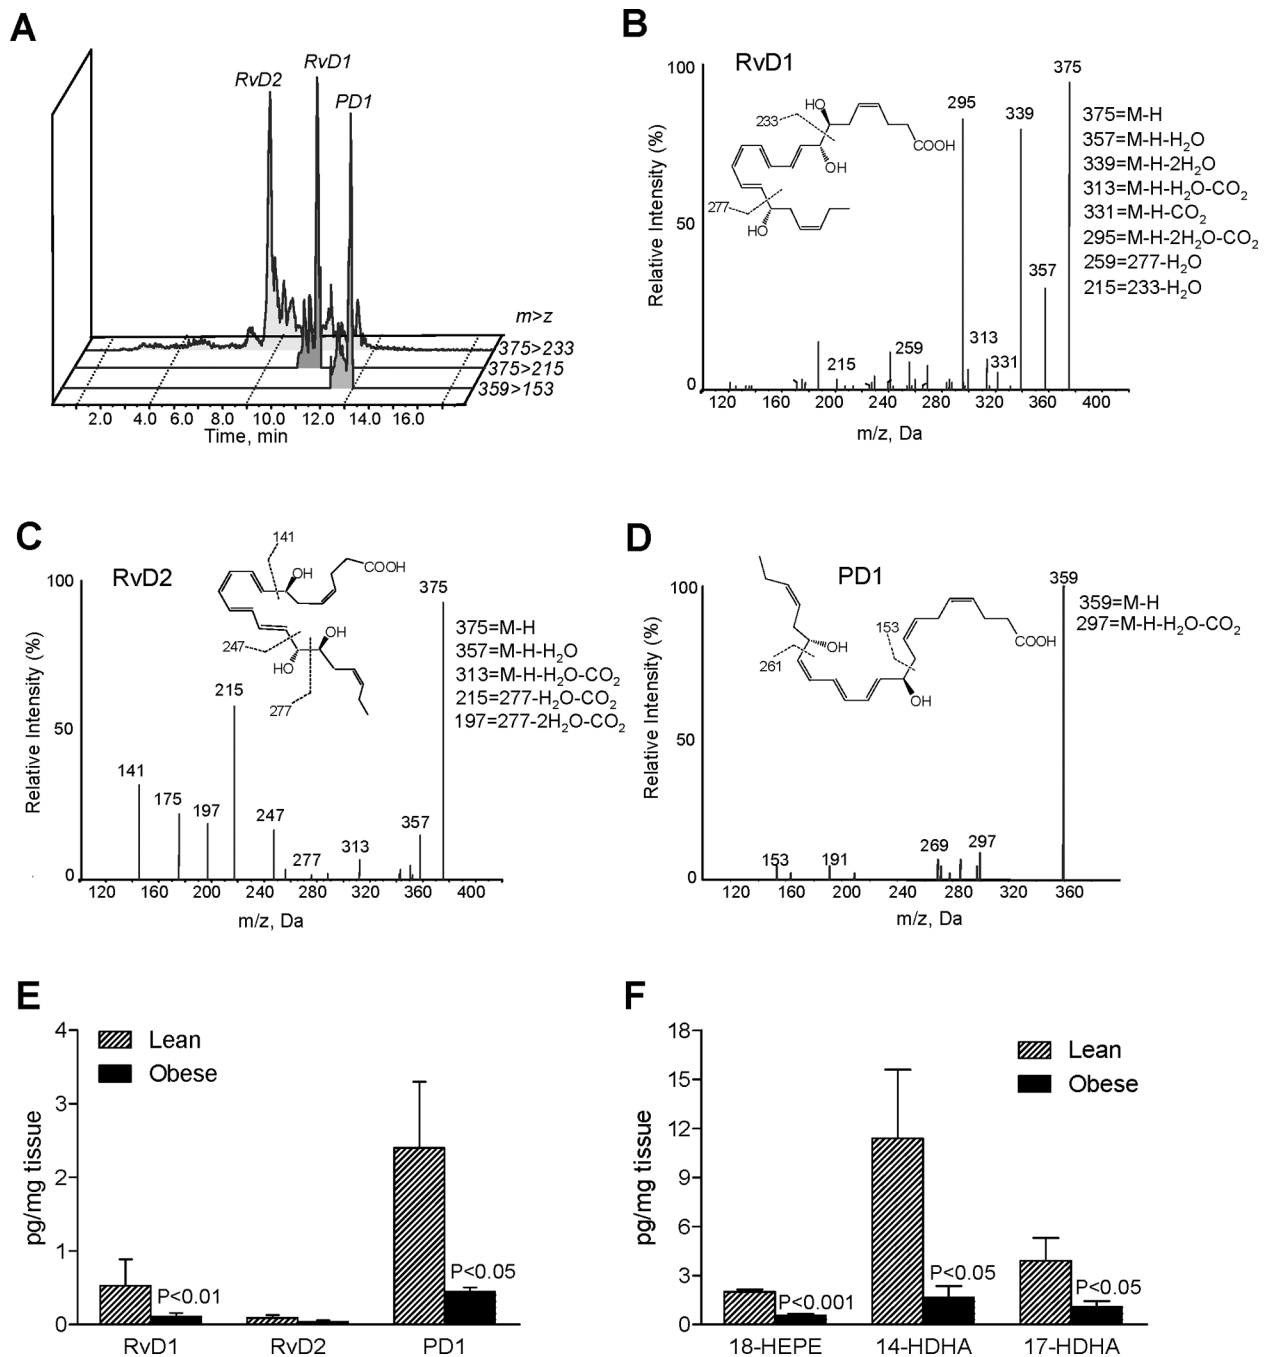 A
RvD2
RvD1
PD1
m>z
375>233
375>215
359>153
2.0 4.0 6.0 8.0 10.0 12.0 14.0 16.0
Time, min
B
RvD1
100
50
0
Relative Intensity (%)
HO
233
COOH
OH
277
HO
295
339
375
357
215
259
313
331
120 160 200 240 280 320 360 400
m/z, Da
375=M-H
357=M-H-H₂O
339=M-H-2H₂O
313=M-H-H₂O-CO₂
331=M-H-CO₂
295=M-H-2H₂O-CO₂
259=277-H₂O
215=233-H₂O
C
RvD2
100
50
0
Relative Intensity (%)
141
OH
COOH
247
OH
HO
277
375
215
141
175
197
247
277
313
357
120 160 200 240 280 320 360 400
m/z, Da
375=M-H
357=M-H-H₂O
313=M-H-H₂O-CO₂
215=277-H₂O-CO₂
197=277-2H₂O-CO₂
D
PD1
100
50
0
Relative Intensity (%)
OH
261
153
COOH
OH
359
153
191
269
297
120 160 200 240 280 320 360
m/z, Da
359=M-H
297=M-H-H₂O-CO₂
E
4
3
2
1
0
pg/mg tissue
Lean
Obese
P<0.01
P<0.05
RvD1 RvD2 PD1
F
18
15
12
9
6
3
0
pg/mg tissue
Lean
Obese
P<0.001
P<0.05
P<0.05
18-HEPE 14-HDHA 17-HDHA